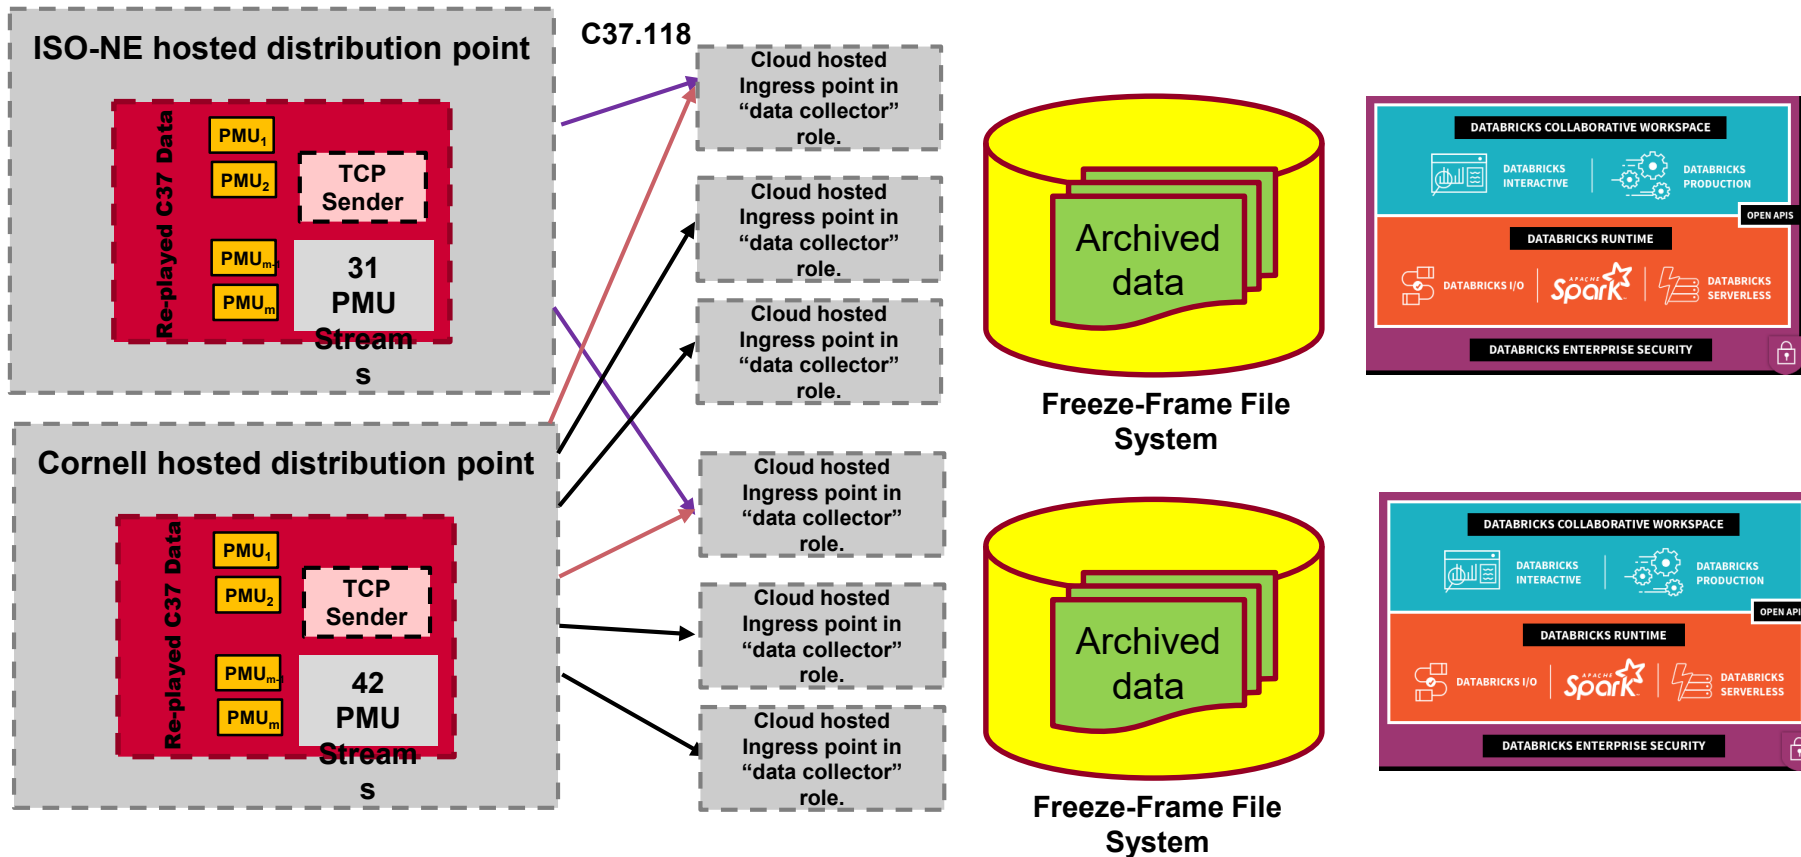 ISO-NE hosted distribution point
Re-played C37 Data
PMU1
PMU2
PMUm-1
PMUm
TCP
Sender
31
PMU
Stream
s
Cornell hosted distribution point
Re-played C37 Data
PMU1
PMU2
PMUm-1
PMUm
TCP
Sender
42
PMU
Stream
s
C37.118
Cloud hosted
Ingress point in
“data collector”
role.
Cloud hosted
Ingress point in
“data collector”
role.
Cloud hosted
Ingress point in
“data collector”
role.
Cloud hosted
Ingress point in
“data collector”
role.
Cloud hosted
Ingress point in
“data collector”
role.
Cloud hosted
Ingress point in
“data collector”
role.
Archived
data
Freeze-Frame File
System
Archived
data
Freeze-Frame File
System
DATABRICKS COLLABORATIVE WORKSPACE
DATABRICKS
INTERACTIVE
DATABRICKS
PRODUCTION
OPEN APIS
DATABRICKS RUNTIME
DATABRICKS I/O
APACHE
Spark
DATABRICKS
SERVERLESS
DATABRICKS ENTERPRISE SECURITY
DATABRICKS COLLABORATIVE WORKSPACE
DATABRICKS
INTERACTIVE
DATABRICKS
PRODUCTION
OPEN API
DATABRICKS RUNTIME
DATABRICKS I/O
APACHE
Spark
DATABRICKS
SERVERLESS
DATABRICKS ENTERPRISE SECURITY